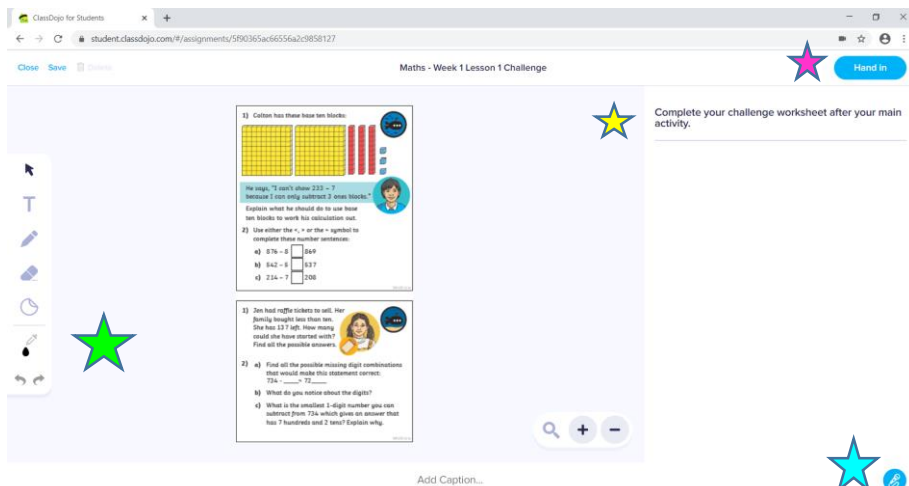 ClassDojo for Students
student.classdojo.com/#/assignments/5f90365ac66556a2c9858127
Close Save Delete
Maths - Week 1 Lesson 1 Challenge
Hand in
Complete your challenge worksheet after your main
activity.
1) Colton has these base ten blocks:
He says, "I can't show 233 – 7
because I can only subtract 3 ones blocks."
Explain what he should do to use base
ten blocks to work his calculation out.
2) Use either the <, > or the = symbol to
complete these number sentences:
a) 876 – 8 869
b) 542 – 5 537
c) 214 – 7 208
1) Jen had raffle tickets to sell. Her
family bought less than ten.
She has 137 left. How many
could she have started with?
Find all the possible answers.
2) a) Find all the possible missing digit combinations
that would make this statement correct:
734 - ____= 72____
b) What do you notice about the digits?
c) What is the smallest 1-digit number you can
subtract from 734 which gives an answer that
has 7 hundreds and 2 tens? Explain why.
Add Caption...